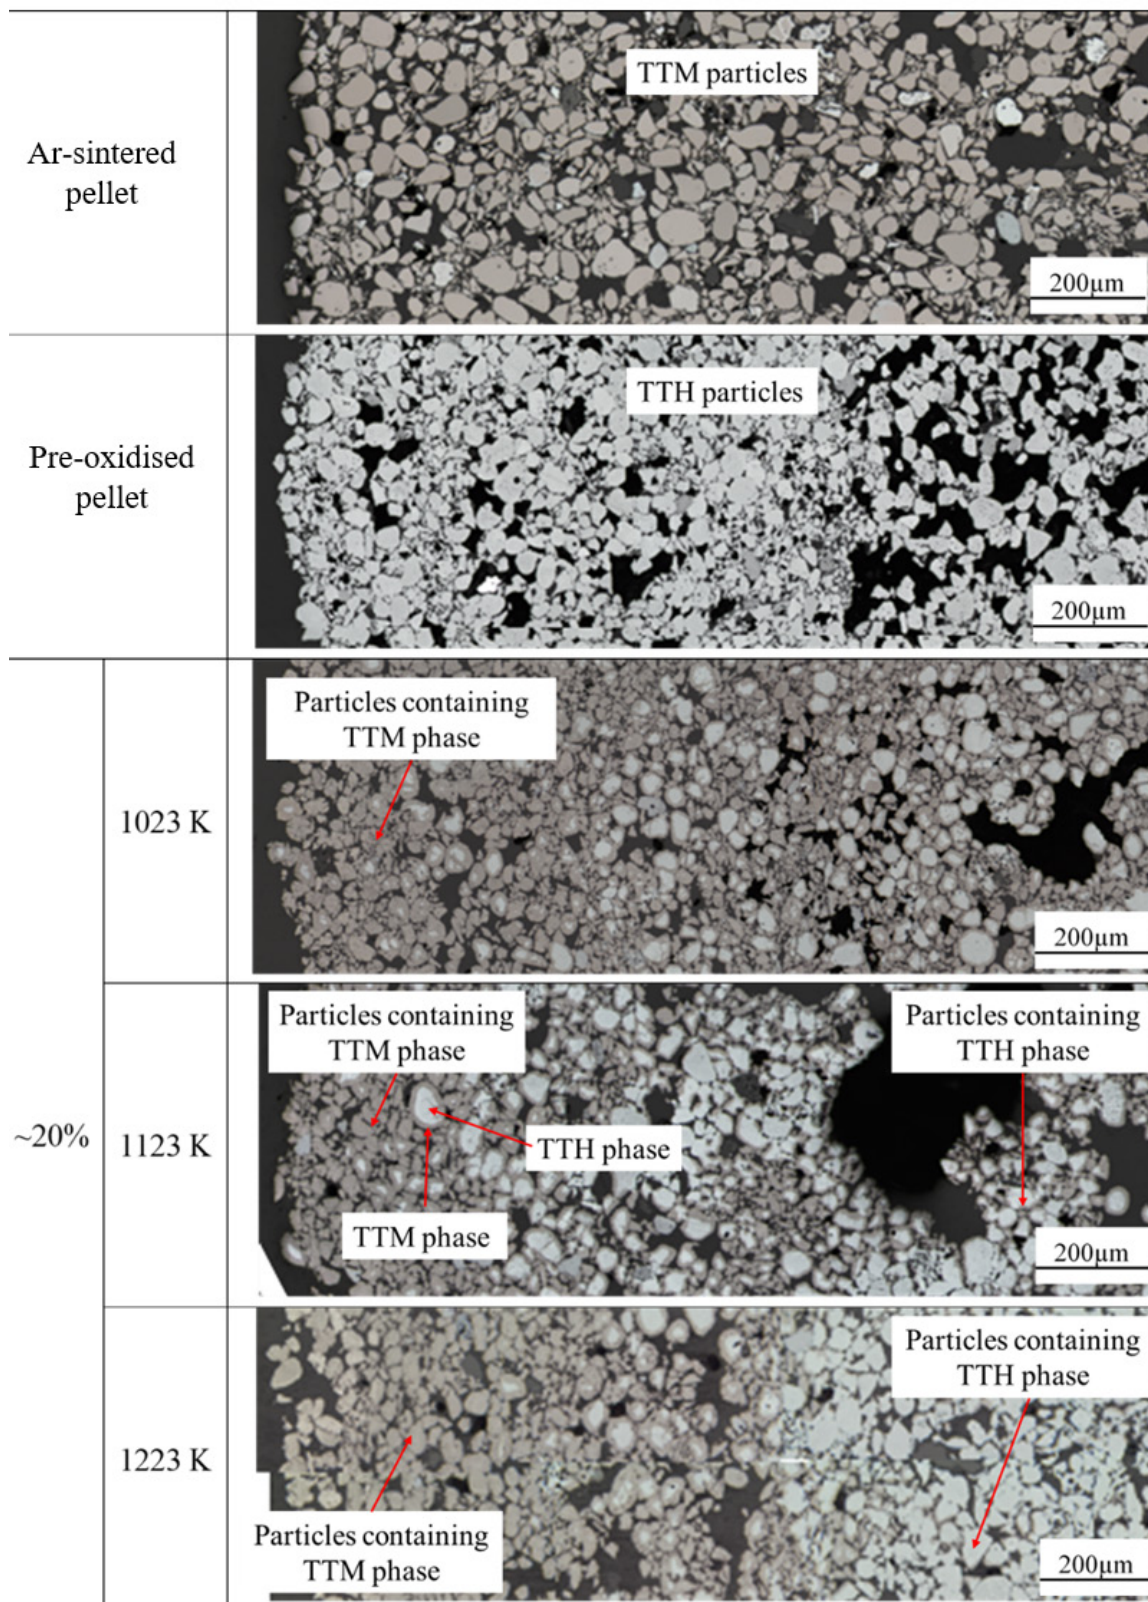 Ar-sintered
pellet
TTM particles
200µm
Pre-oxidised
pellet
TTH particles
200µm
~20%
1023 K
Particles containing
TTM phase
200µm
1123 K
Particles containing
TTM phase
TTH phase
TTM phase
Particles containing
TTH phase
200µm
1223 K
Particles containing
TTM phase
Particles containing
TTH phase
200µm